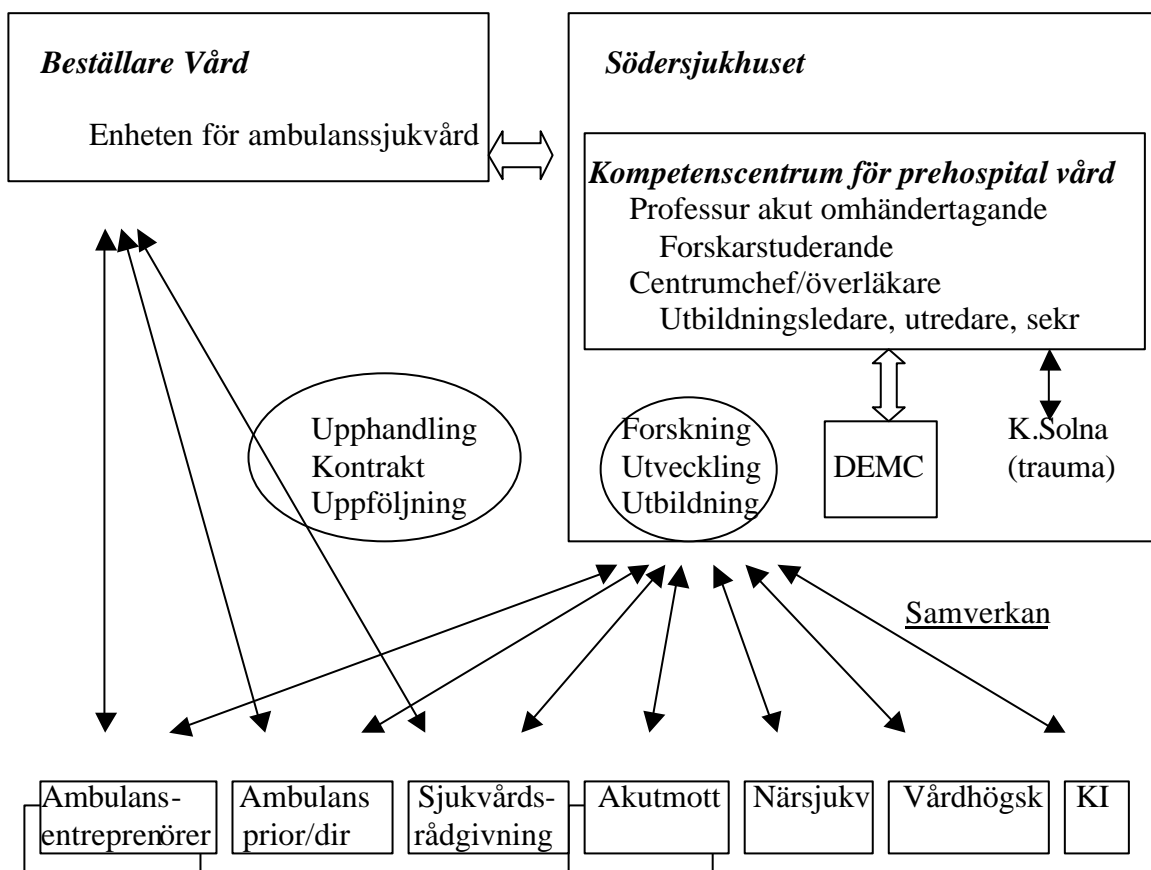 Beställare Vård
Enheten för ambulanssjukvård
Södersjukhuset
Kompetenscentrum för prehospital vård
Professur akut omhändertagande
Forskarstuderande
Centrumchef/överläkare
Utbildningsledare, utredare, sekr
Upphandling
Kontrakt
Uppföljning
Forskning
Utveckling
Utbildning
DEMC
K.Solna
(trauma)
Samverkan
Ambulans-
entreprenörer
Ambulans
prior/dir
Sjukvårds-
rådgivning
Akutmott
Närsjukv
Vårdhögsk
KI